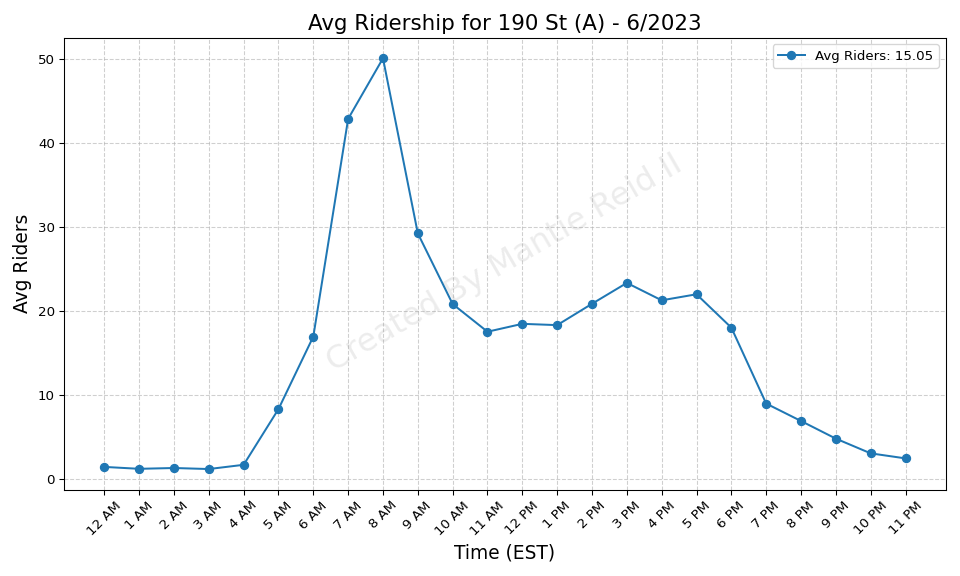 Avg Ridership for 190 St (A) - 6/2023
Avg Riders: 15.05
50
40
30
20
10
0
Avg Riders
Created By Mantie Reid II
12 AM
1 AM
2 AM
3 AM
4 AM
5 AM
6 AM
7 AM
8 AM
9 AM
10 AM
11 AM
12 PM
1 PM
2 PM
3 PM
4 PM
5 PM
6 PM
7 PM
8 PM
9 PM
10 PM
11 PM
Time (EST)